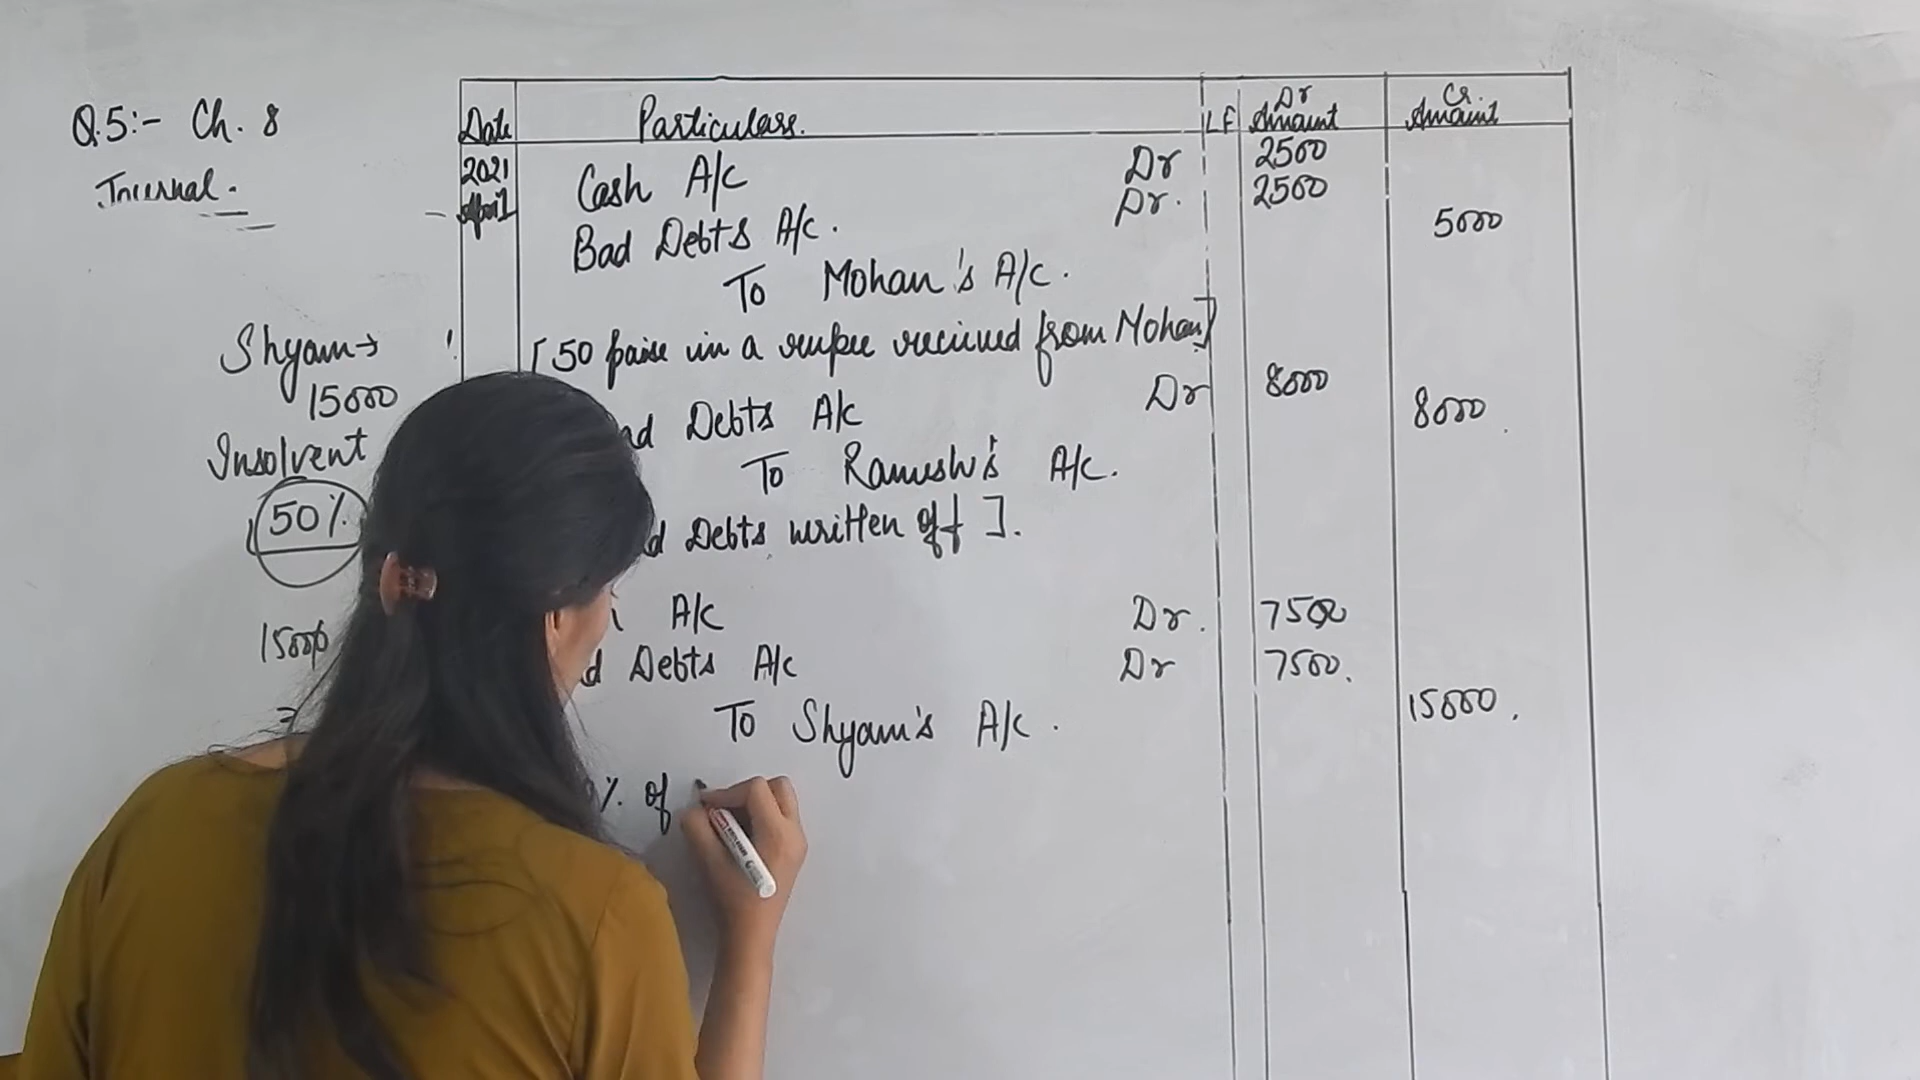 Q.5:- Ch. 8
Journal.
Date Particulars. LF Dr Amount Cr. Amount
2021 Cash A/c Dr 2500
April Bad Debts A/c. Dr. 2500
To Mohan's A/c. 5000
[50 paise in a rupee recieved from Mohan]
Debts A/c Dr 8000
To Ramesh's A/c. 8000
Debts written off].
A/c Dr. 7500
Debts A/c Dr 7500.
To Shyam's A/c. 15000.
% of
Shyam→
15000
Insolvent
50%
15000